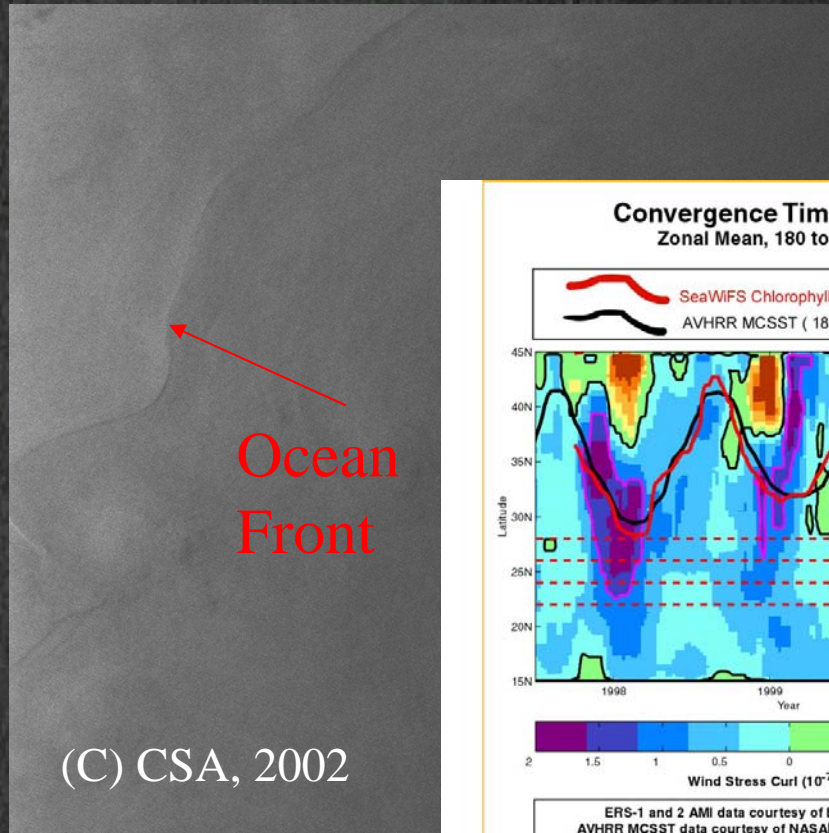 Ocean
Front
(C) CSA, 2002
Convergence Tim
Zonal Mean, 180 to
SeaWiFS Chlorophyll
AVHRR MCSST ( 18
45N
40N
35N
30N
25N
20N
15N
Latitude
1998 1999
Year
2 1.5 1 0.5 0
Wind Stress Curl (10⁻⁷
ERS-1 and 2 AMI data courtesy of
AVHRR MCSST data courtesy of NASA